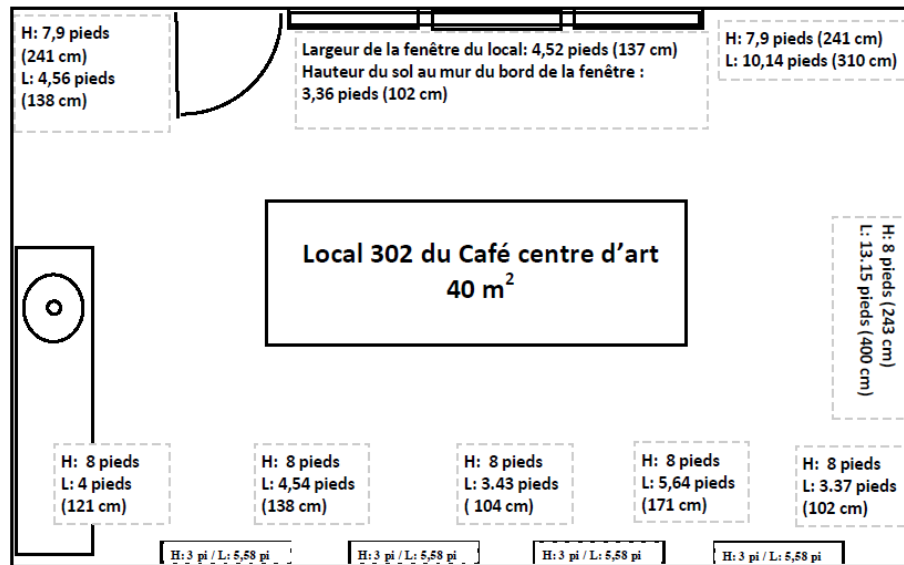 H: 7,9 pieds
(241 cm)
L: 4,56 pieds
(138 cm)
Largeur de la fenêtre du local: 4,52 pieds (137 cm)
Hauteur du sol au mur du bord de la fenêtre :
3,36 pieds (102 cm)
H: 7,9 pieds (241 cm)
L: 10,14 pieds (310 cm)
Local 302 du Café centre d’art
40 m²
H: 8 pieds (243 cm)
L: 13.15 pieds (400 cm)
H: 8 pieds
L: 4 pieds
(121 cm)
H: 8 pieds
L: 4,54 pieds
(138 cm)
H: 8 pieds
L: 3.43 pieds
( 104 cm)
H: 8 pieds
L: 5,64 pieds
(171 cm)
H: 8 pieds
L: 3.37 pieds
(102 cm)
H: 3 pi / L: 5,58 pi
H: 3 pi / L: 5,58 pi
H: 3 pi / L: 5,58 pi
H: 3 pi / L: 5,58 pi